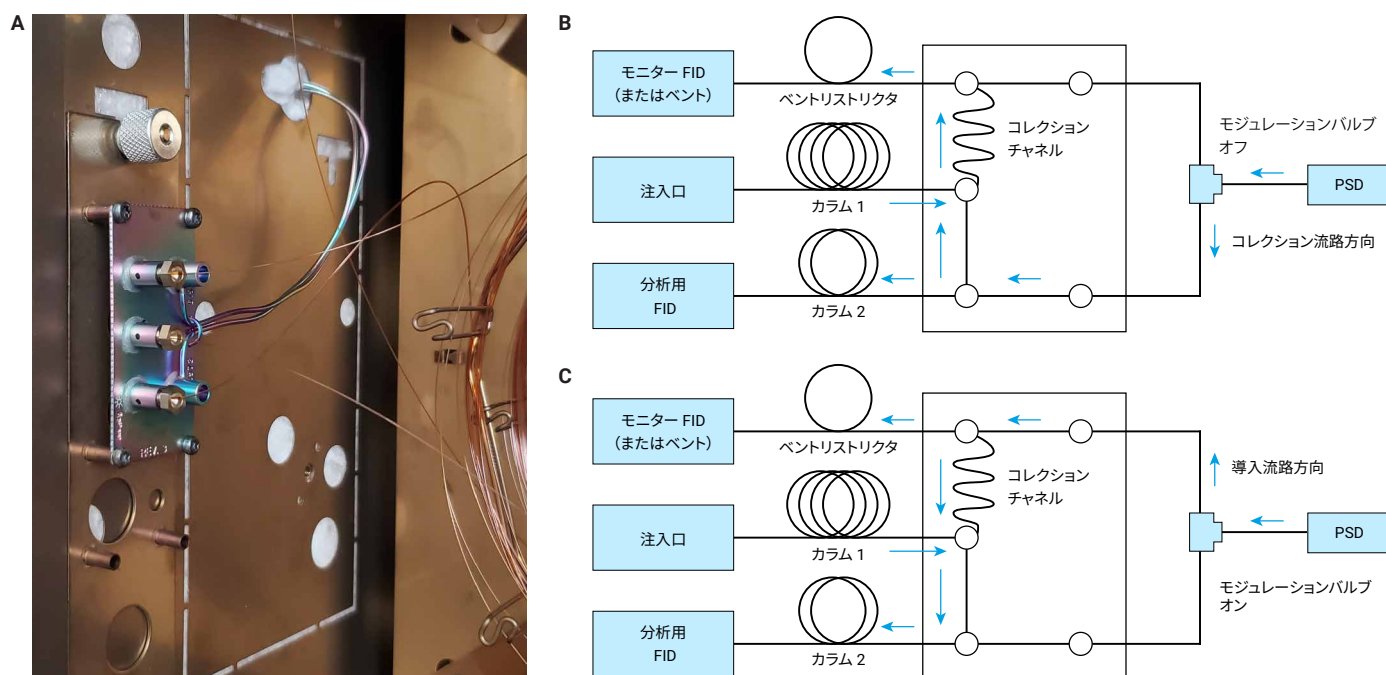 A
B
モニター FID
（またはベント）
ベントリストリクタ
コレクション
チャネル
モジュレーションバルブ
オフ
注入口
カラム 1
PSD
コレクション流路方向
分析用
FID
カラム 2
C
モニター FID
（またはベント）
ベントリストリクタ
コレクション
チャネル
導入流路方向
注入口
カラム 1
PSD
モジュレーションバルブ
オン
分析用
FID
カラム 2